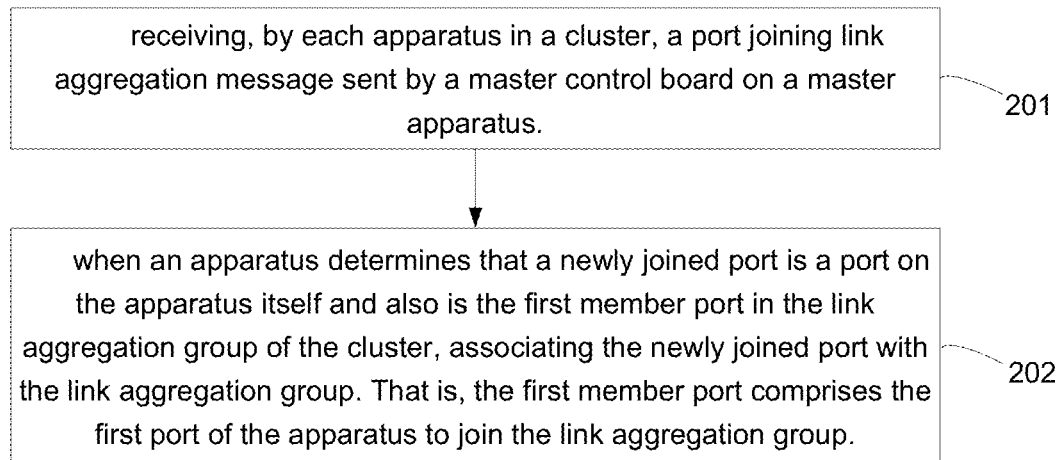 receiving, by each apparatus in a cluster, a port joining link
aggregation message sent by a master control board on a master
apparatus.
201
when an apparatus determines that a newly joined port is a port on
the apparatus itself and also is the first member port in the link
aggregation group of the cluster, associating the newly joined port with
the link aggregation group. That is, the first member port comprises the
first port of the apparatus to join the link aggregation group.
202